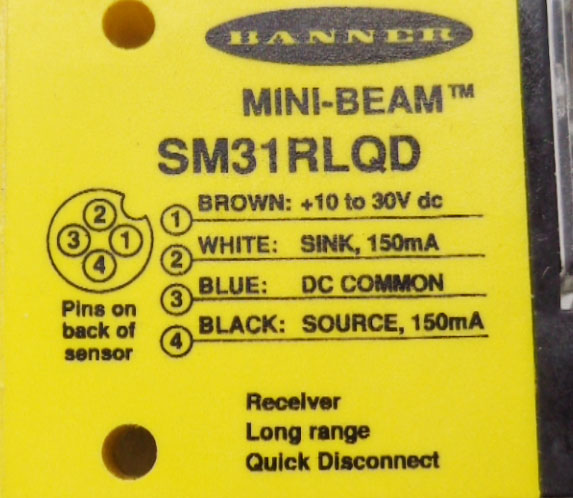 BANNER
MINI-BEAM™
SM31RLQD
1 BROWN: +10 to 30V dc
2 WHITE: SINK, 150mA
3 BLUE: DC COMMON
4 BLACK: SOURCE, 150mA
2
3 1
4
Pins on
back of
sensor
Receiver
Long range
Quick Disconnect